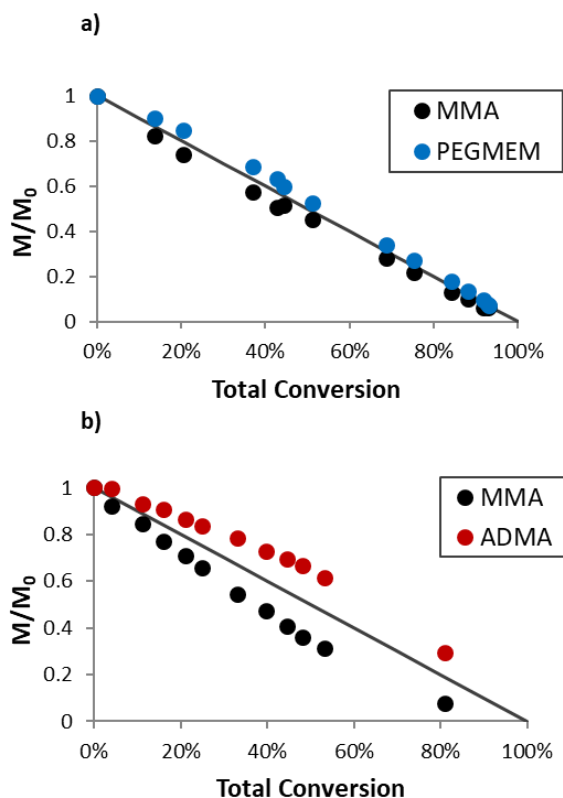 a)
1
0.8
0.6
0.4
0.2
0
M/M₀
MMA
PEGMEM
0% 20% 40% 60% 80% 100%
Total Conversion
b)
1
0.8
0.6
0.4
0.2
0
M/M₀
MMA
ADMA
0% 20% 40% 60% 80% 100%
Total Conversion